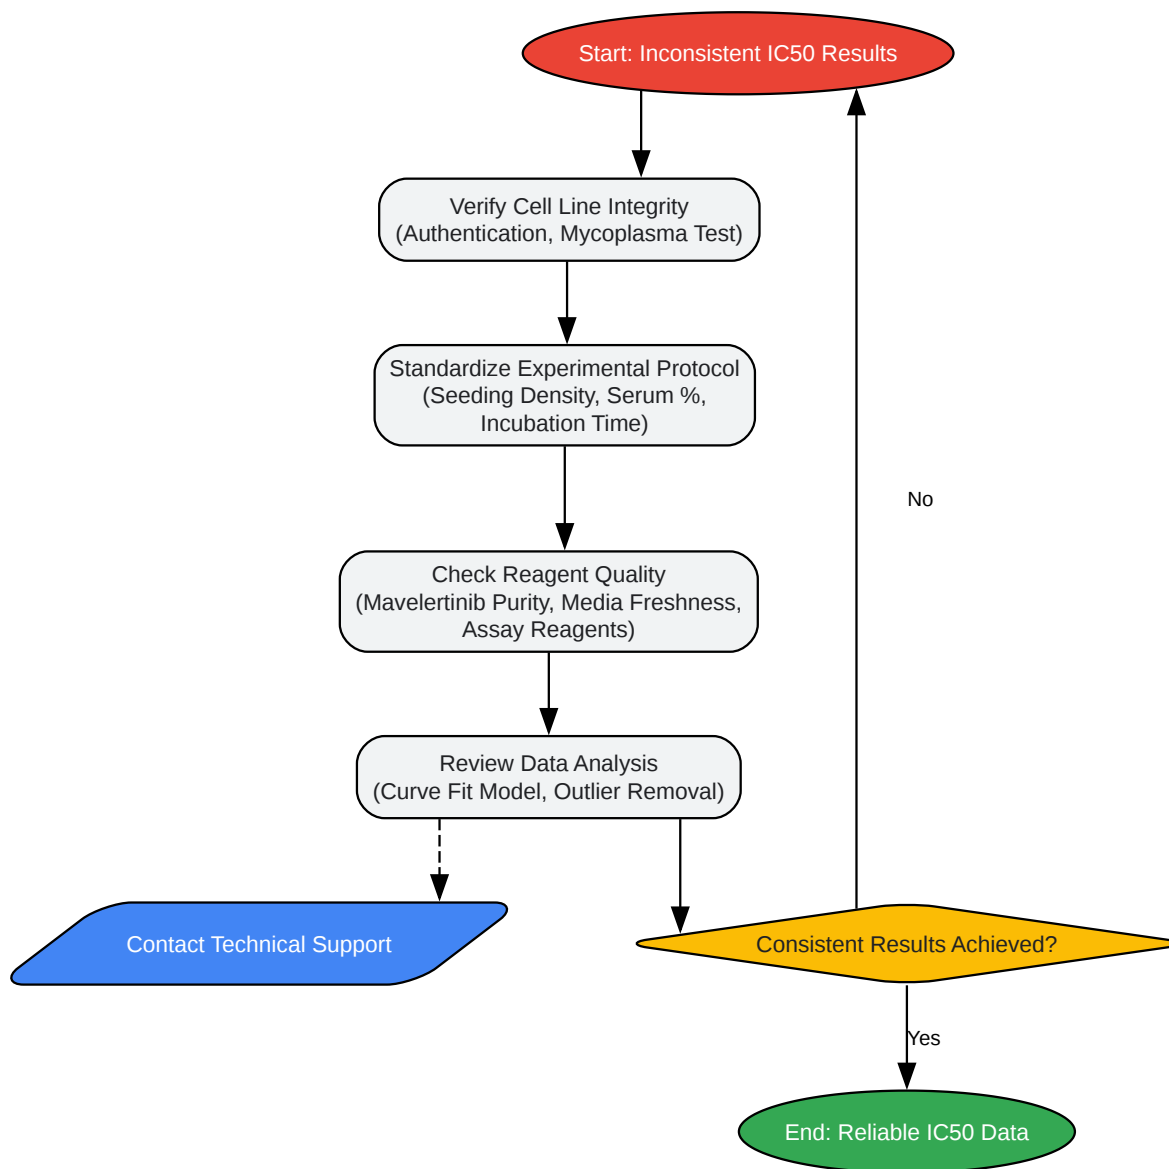 Start: Inconsistent IC50 Results
Verify Cell Line Integrity
(Authentication, Mycoplasma Test)
Standardize Experimental Protocol
(Seeding Density, Serum %,
Incubation Time)
No
Check Reagent Quality
(Mavelertinib Purity, Media Freshness,
Assay Reagents)
Review Data Analysis
(Curve Fit Model, Outlier Removal)
Contact Technical Support
Consistent Results Achieved?
Yes
End: Reliable IC50 Data